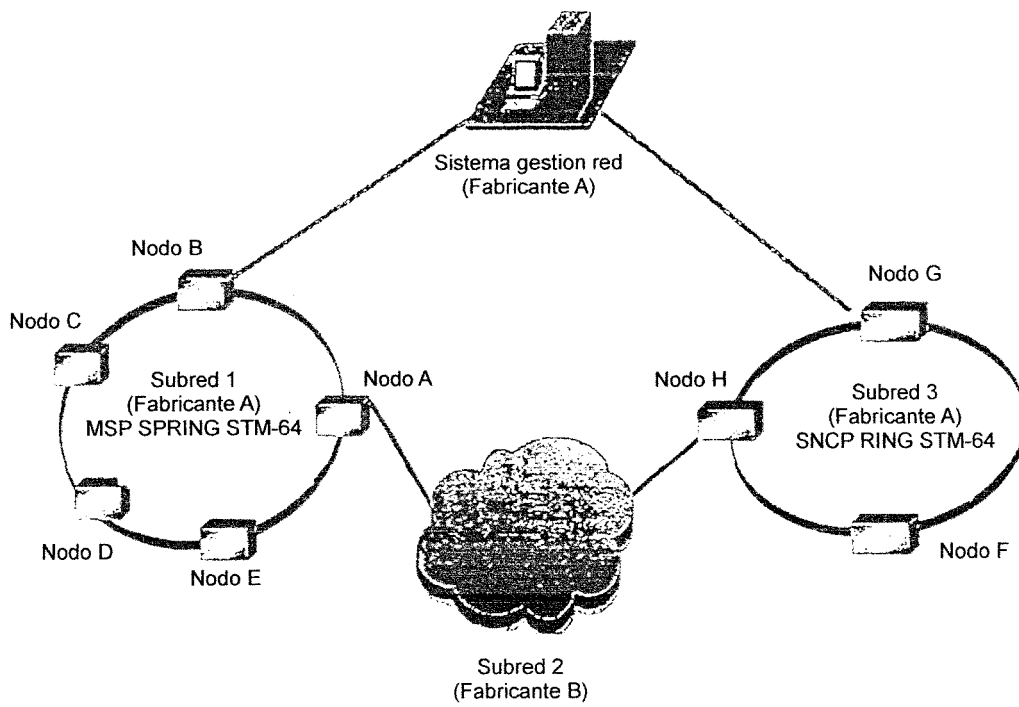 Sistema gestion red
(Fabricante A)
Nodo B
Nodo G
Nodo C
Nodo A
Nodo H
Subred 1
(Fabricante A)
MSP SPRING STM-64
Subred 3
(Fabricante A)
SNCP RING STM-64
Nodo D
Nodo E
Nodo F
Subred 2
(Fabricante B)